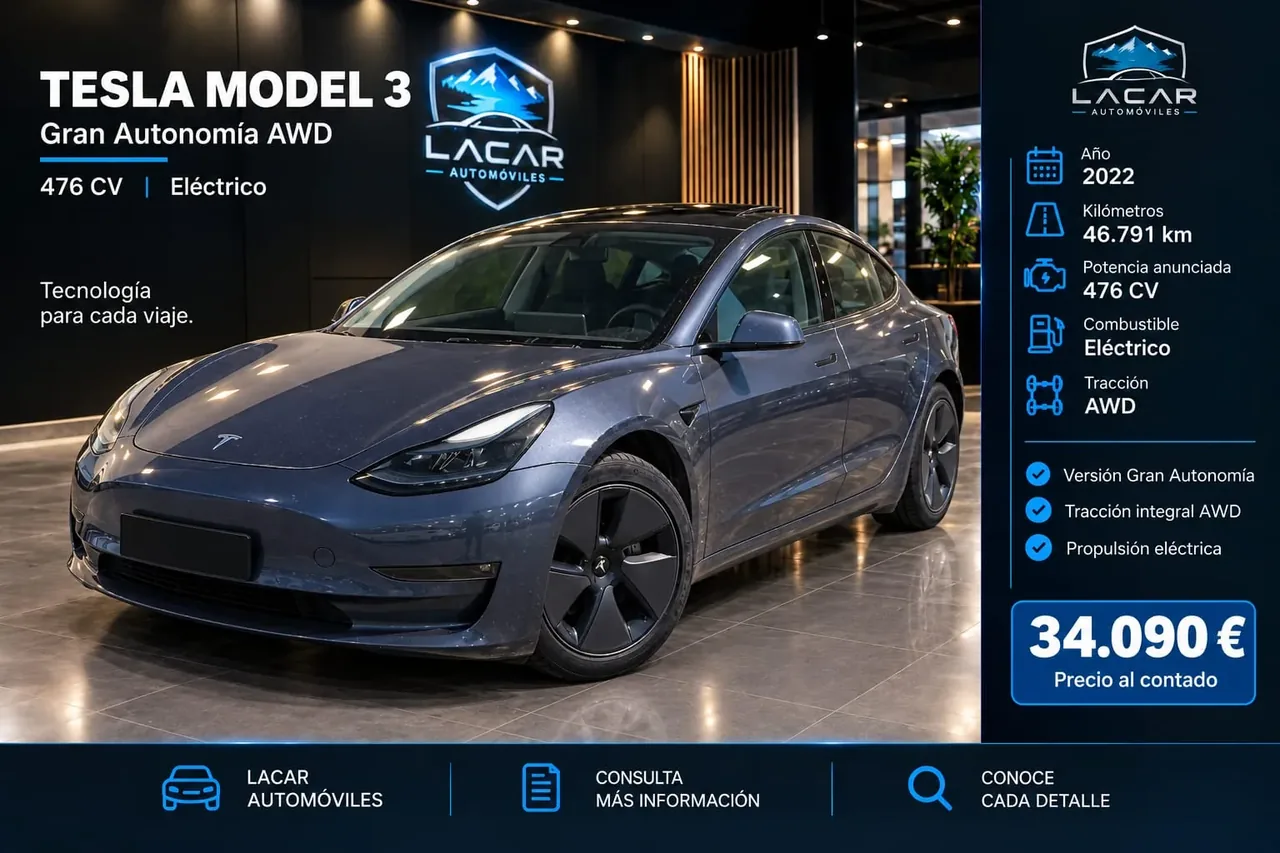 TESLA MODEL 3
Gran Autonomía AWD
476 CV | Eléctrico
Tecnología
para cada viaje.
LACAR
AUTOMÓVILES
LACAR
AUTOMÓVILES
Año
2022
Kilómetros
46.791 km
Potencia anunciada
476 CV
Combustible
Eléctrico
Tracción
AWD
Versión Gran Autonomía
Tracción integral AWD
Propulsión eléctrica
34.090 €
Precio al contado
LACAR
AUTOMÓVILES
CONSULTA
MÁS INFORMACIÓN
CONOCE
CADA DETALLE